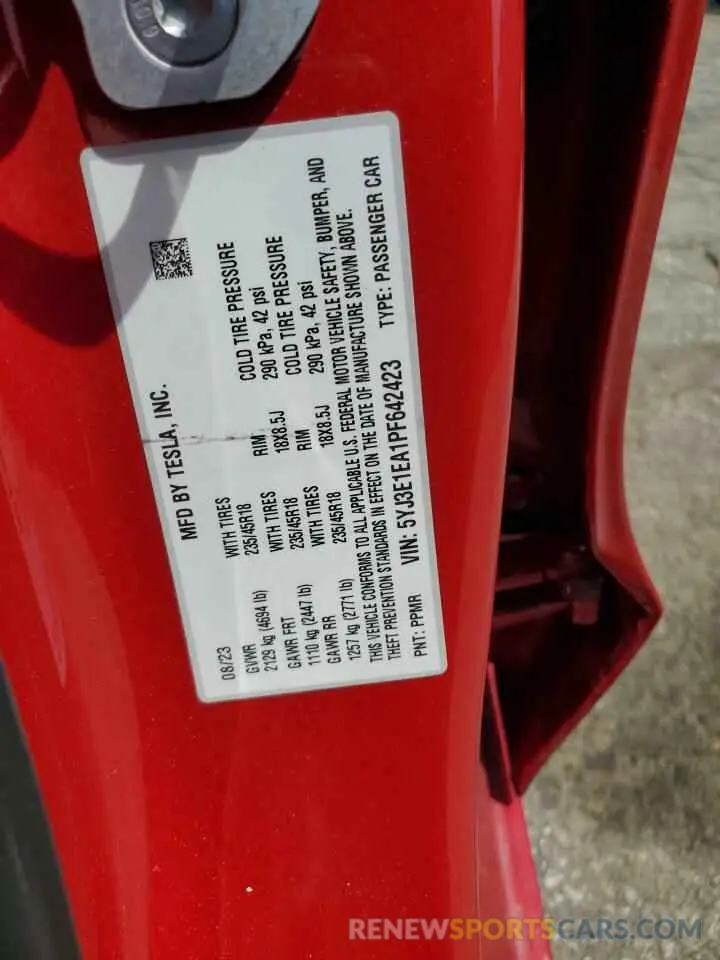 MFD BY TESLA, INC.
08/23
GVWR WITH TIRES RIM COLD TIRE PRESSURE
2129 kg (4694 lb) 235/45R18 18X8.5J 290 kPa, 42 psi
GAWR FRT WITH TIRES RIM COLD TIRE PRESSURE
1110 kg (2447 lb) 235/45R18 18X8.5J 290 kPa, 42 psi
GAWR RR WITH TIRES
1257 kg (2771 lb) 235/45R18
THIS VEHICLE CONFORMS TO ALL APPLICABLE U.S. FEDERAL MOTOR VEHICLE SAFETY, BUMPER, AND
THEFT PREVENTION STANDARDS IN EFFECT ON THE DATE OF MANUFACTURE SHOWN ABOVE.
PNT: PPMR VIN: 5YJ3E1EA1PF642423 TYPE: PASSENGER CAR
RENEWSPORTSCARS.COM